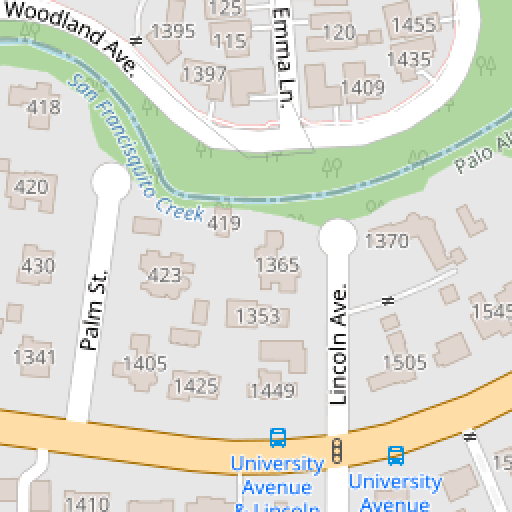 Woodland Ave.
1395
125
115
1397
Emma Ln.
120
1455
1435
1409
418
San Francisquito Creek
Palo
420
419
1370
430
423
1365
Palm St.
1353
Lincoln Ave.
1545
1341
1405
1425
1449
1505
University
Avenue
& Lincoln
University
Avenue
1410